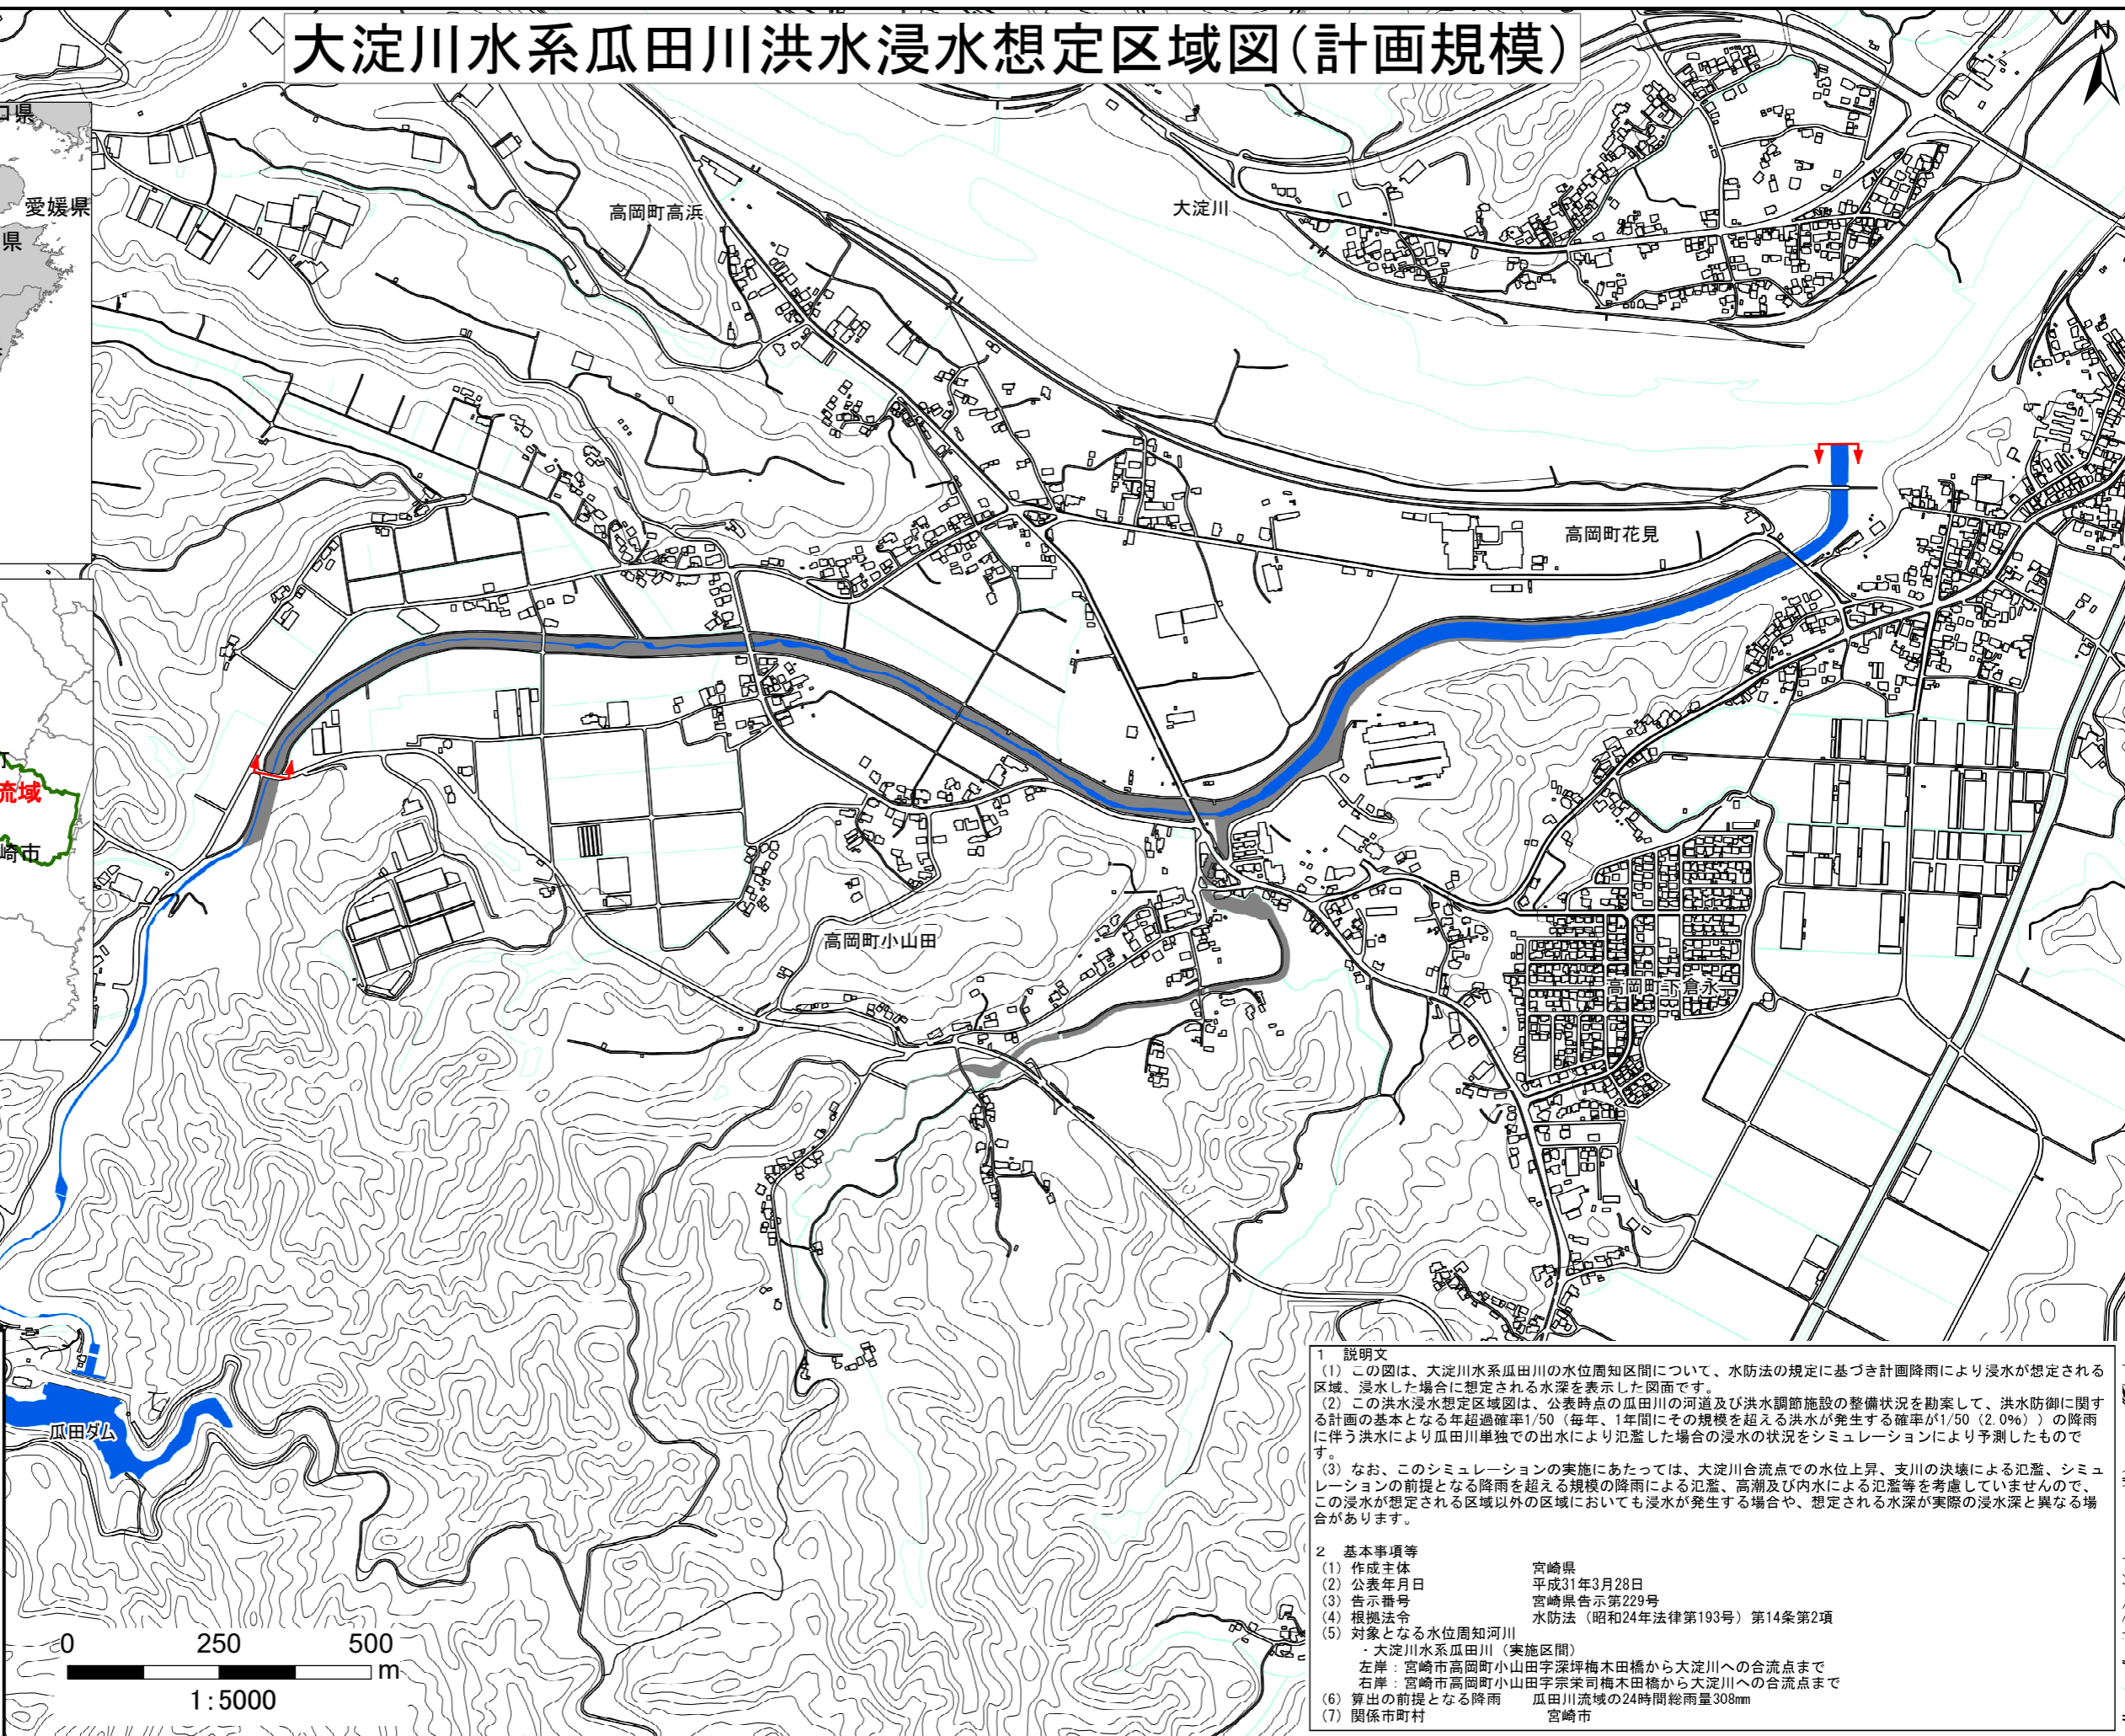 大淀川水系瓜田川洪水浸水想定区域図(計画規模)
N
県
愛媛県
県
高岡町高浜
大淀川
高岡町花見
流域
崎市
高岡町小山田
高岡町下倉永
瓜田ダム
0 250 500
m
1:5000
1 説明文
(1) この図は、大淀川水系瓜田川の水位周知区間について、水防法の規定に基づき計画降雨により浸水が想定される
区域、浸水した場合に想定される水深を表示した図面です。
(2) この洪水浸水想定区域図は、公表時点の瓜田川の河道及び洪水調節施設の整備状況を勘案して、洪水防御に関す
る計画の基本となる年超過確率1/50(毎年、1年間にその規模を超える洪水が発生する確率が1/50(2.0%))の降雨
に伴う洪水により瓜田川単独での出水により氾濫した場合の浸水の状況をシミュレーションにより予測したもので
す。
(3) なお、このシミュレーションの実施にあたっては、大淀川合流点での水位上昇、支川の決壊による氾濫、シミュ
レーションの前提となる降雨を超える規模の降雨による氾濫、高潮及び内水による氾濫等を考慮していませんので、
この浸水が想定される区域以外の区域においても浸水が発生する場合や、想定される水深が実際の浸水深と異なる場
合があります。
2 基本事項等
(1) 作成主体 宮崎県
(2) 公表年月日 平成31年3月28日
(3) 告示番号 宮崎県告示第229号
(4) 根拠法令 水防法(昭和24年法律第193号)第14条第2項
(5) 対象となる水位周知河川
・大淀川水系瓜田川(実施区間)
左岸:宮崎市高岡町小山田字深坪梅木田橋から大淀川への合流点まで
右岸:宮崎市高岡町小山田字宗栄司梅木田橋から大淀川への合流点まで
(6) 算出の前提となる降雨 瓜田川流域の24時間総雨量308mm
(7) 関係市町村 宮崎市